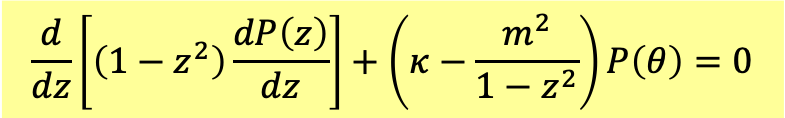 d/dz[(1 − z²) dP(z)/dz] + (κ − m²/(1 − z²)) P(θ) = 0